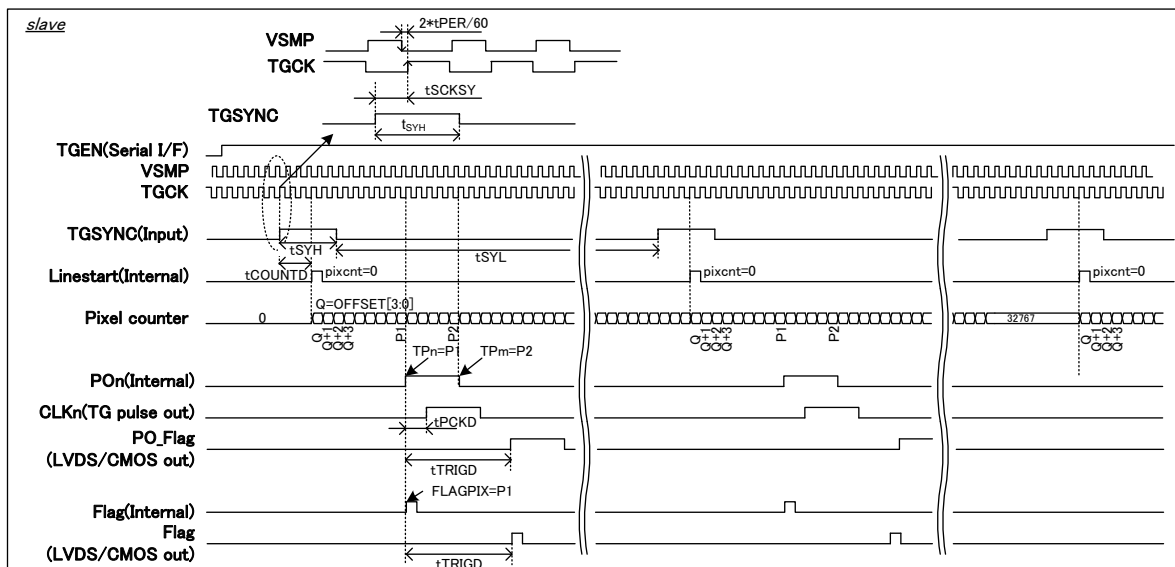 slave
2*tPER/60
VSMP
TGCK
tSCKSY
TGSYNC
tSYH
TGEN(Serial I/F)
VSMP
TGCK
TGSYNC(Input)
tSYH
tSYL
tCOUNTD
Linestart(Internal)
pixcnt=0
pixcnt=0
pixcnt=0
Q=OFFSET[3:0]
Pixel counter
0
32767
Q
Q+1
Q+2
Q+3
P1
P2
Q
Q+1
Q+2
Q+3
P1
P2
Q
Q+1
Q+2
Q+3
TPn=P1
TPm=P2
POn(Internal)
CLKn(TG pulse out)
tPCKD
PO_Flag
(LVDS/CMOS out)
tTRIGD
FLAGPIX=P1
Flag(Internal)
Flag
(LVDS/CMOS out)
tTRIGD